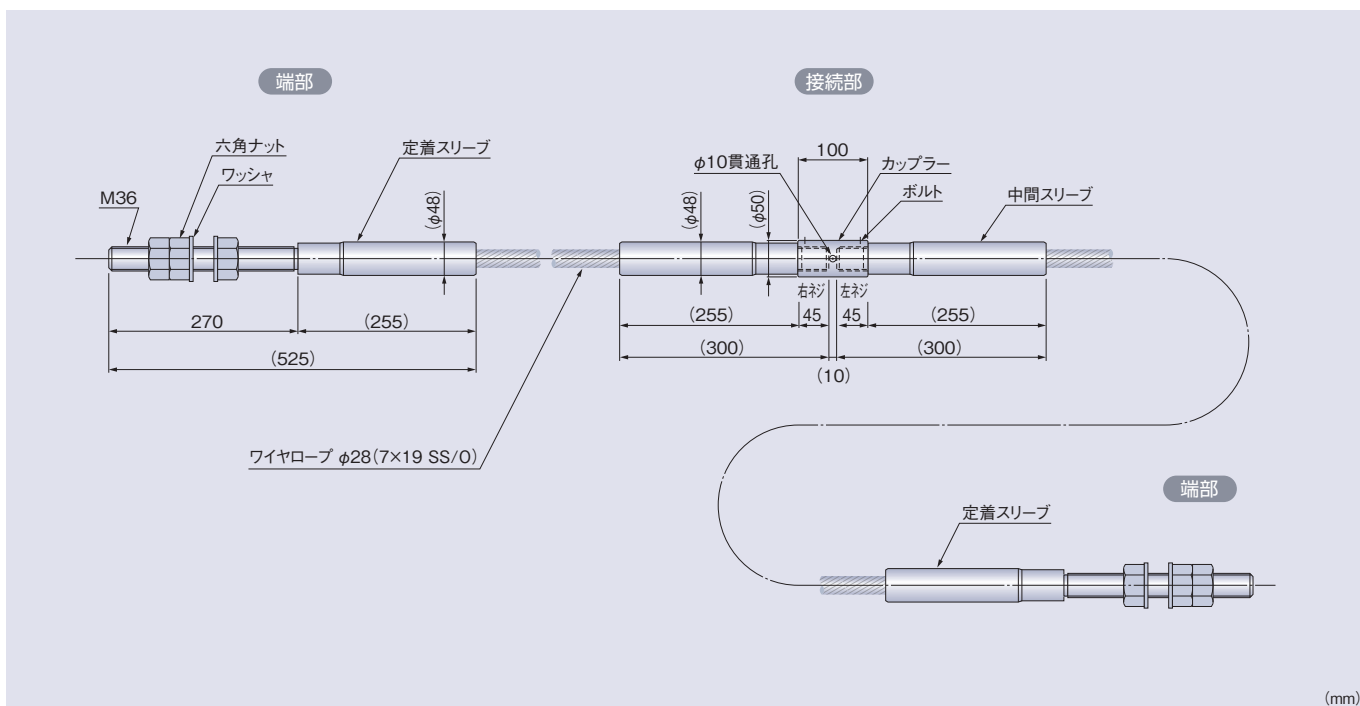 端部
接続部
六角ナット
ワッシャ
M36
定着スリーブ
(φ48)
270
(255)
(525)
ワイヤロープ φ28(7×19 SS/O)
100
φ10貫通孔
カップラー
ボルト
中間スリーブ
(φ48)
(φ50)
右ネジ
左ネジ
(255)
45
45
(255)
(300)
(300)
(10)
端部
定着スリーブ
(mm)